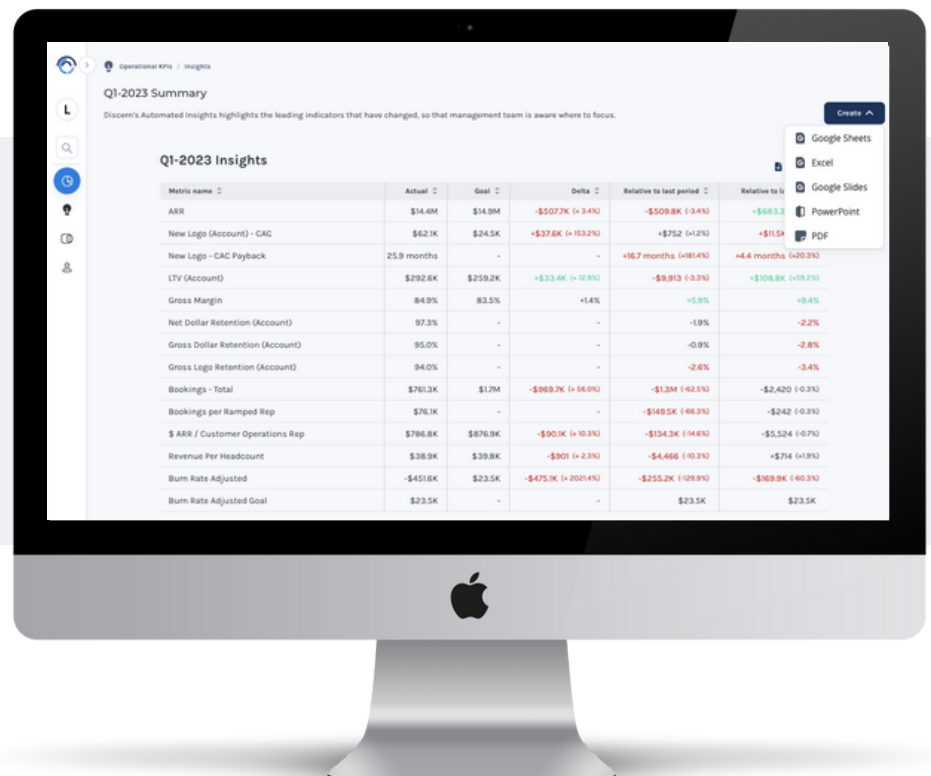 Operational KPIs / Insights
Q1-2023 Summary
Discern's Automated Insights highlights the leading indicators that have changed, so that management team is aware where to focus.
L
Create
Google Sheets
Excel
Google Slides
PowerPoint
PDF
Q1-2023 Insights
Metric name Actual Goal Delta Relative to last period Relative to
ARR $14.4M $14.9M -$507.7K (+ 3.4%) -$509.8K (-3.4%) +$683.3
New Logo (Account) - CAC $62.1K $24.5K +$37.6K (+ 153.2%) +$752 (+1.2%) +$11.5K
New Logo - CAC Payback 25.9 months - - +16.7 months (+181.4%) +4.4 months (+20.3%)
LTV (Account) $292.6K $259.2K +$33.4K (+ 12.9%) -$9,913 (-3.3%) +$108.8K (+59.2%)
Gross Margin 84.9% 83.5% +1.4% +5.9% +9.4%
Net Dollar Retention (Account) 97.3% - - -1.9% -2.2%
Gross Dollar Retention (Account) 95.0% - - -0.9% -2.8%
Gross Logo Retention (Account) 94.0% - - -2.6% -3.4%
Bookings - Total $761.3K $1.7M -$969.7K (+ 56.0%) -$1.3M (-62.5%) -$2,420 (-0.3%)
Bookings per Ramped Rep $76.1K - - -$149.5K (-66.3%) -$242 (-0.3%)
$ ARR / Customer Operations Rep $786.8K $876.9K -$90.1K (+ 10.3%) -$134.3K (-14.6%) -$5,524 (-0.7%)
Revenue Per Headcount $38.9K $39.8K -$901 (+ 2.3%) -$4,466 (-10.3%) +$714 (+1.9%)
Burn Rate Adjusted -$451.6K $23.5K -$475.1K (+ 2021.4%) -$255.2K (-129.9%) -$169.9K (-60.3%)
Burn Rate Adjusted Goal $23.5K - - $23.5K $23.5K